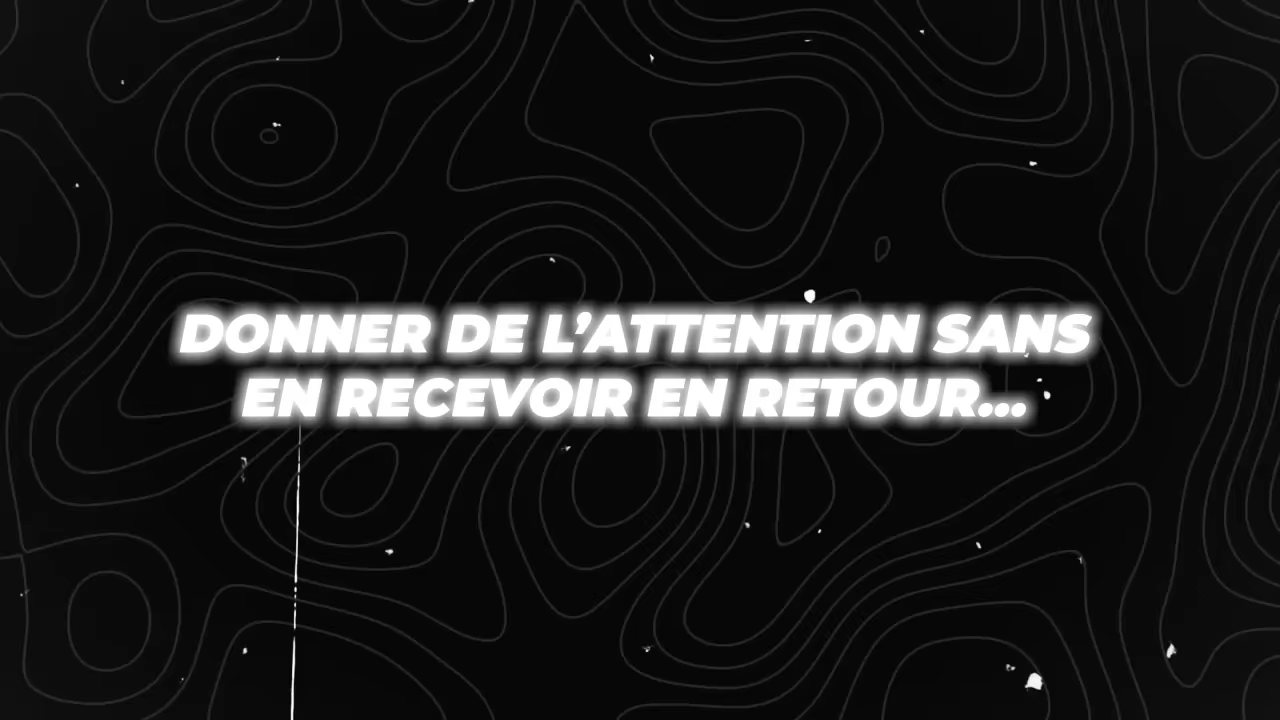 DONNER DE L’ATTENTION SANS
EN RECEVOIR EN RETOUR...